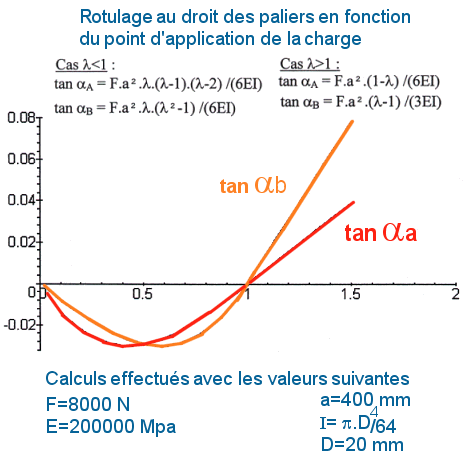 Rotulage au droit des paliers en fonction
du point d'application de la charge
Cas λ<1 :
tan αA = F.a².λ.(λ-1).(λ-2) /(6EI)
tan αB = F.a².λ.(λ²-1) /(6EI)
Cas λ>1 :
tan αA = F.a².(1-λ) /(6EI)
tan αB = F.a².(λ-1) /(3EI)
0.08
0.06
0.04
0.02
0
-0.02
0.5
1
1.5
2
tan αb
tan αa
Calculs effectués avec les valeurs suivantes
F=8000 N
E=200000 Mpa
a=400 mm
I= π.D⁴/64
D=20 mm